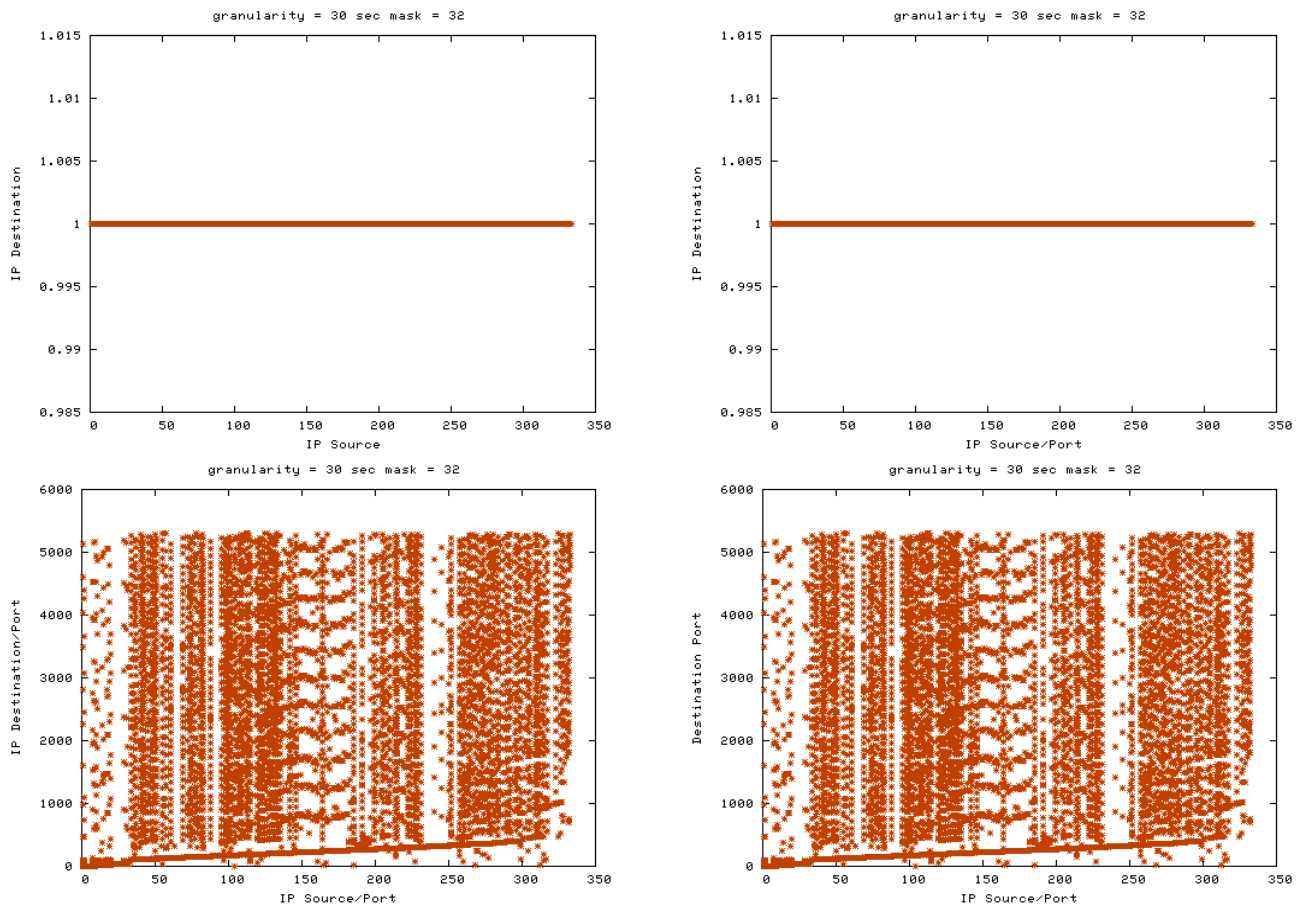 granularity = 30 sec mask = 32
1.015
1.01
1.005
1
0.995
0.99
0.985
IP Destination
0 50 100 150 200 250 300 350
IP Source
granularity = 30 sec mask = 32
1.015
1.01
1.005
1
0.995
0.99
0.985
IP Destination
0 50 100 150 200 250 300 350
IP Source/Port
granularity = 30 sec mask = 32
6000
5000
4000
3000
2000
1000
0
IP Destination/Port
0 50 100 150 200 250 300 350
IP Source/Port
granularity = 30 sec mask = 32
6000
5000
4000
3000
2000
1000
0
Destination Port
0 50 100 150 200 250 300 350
IP Source/Port